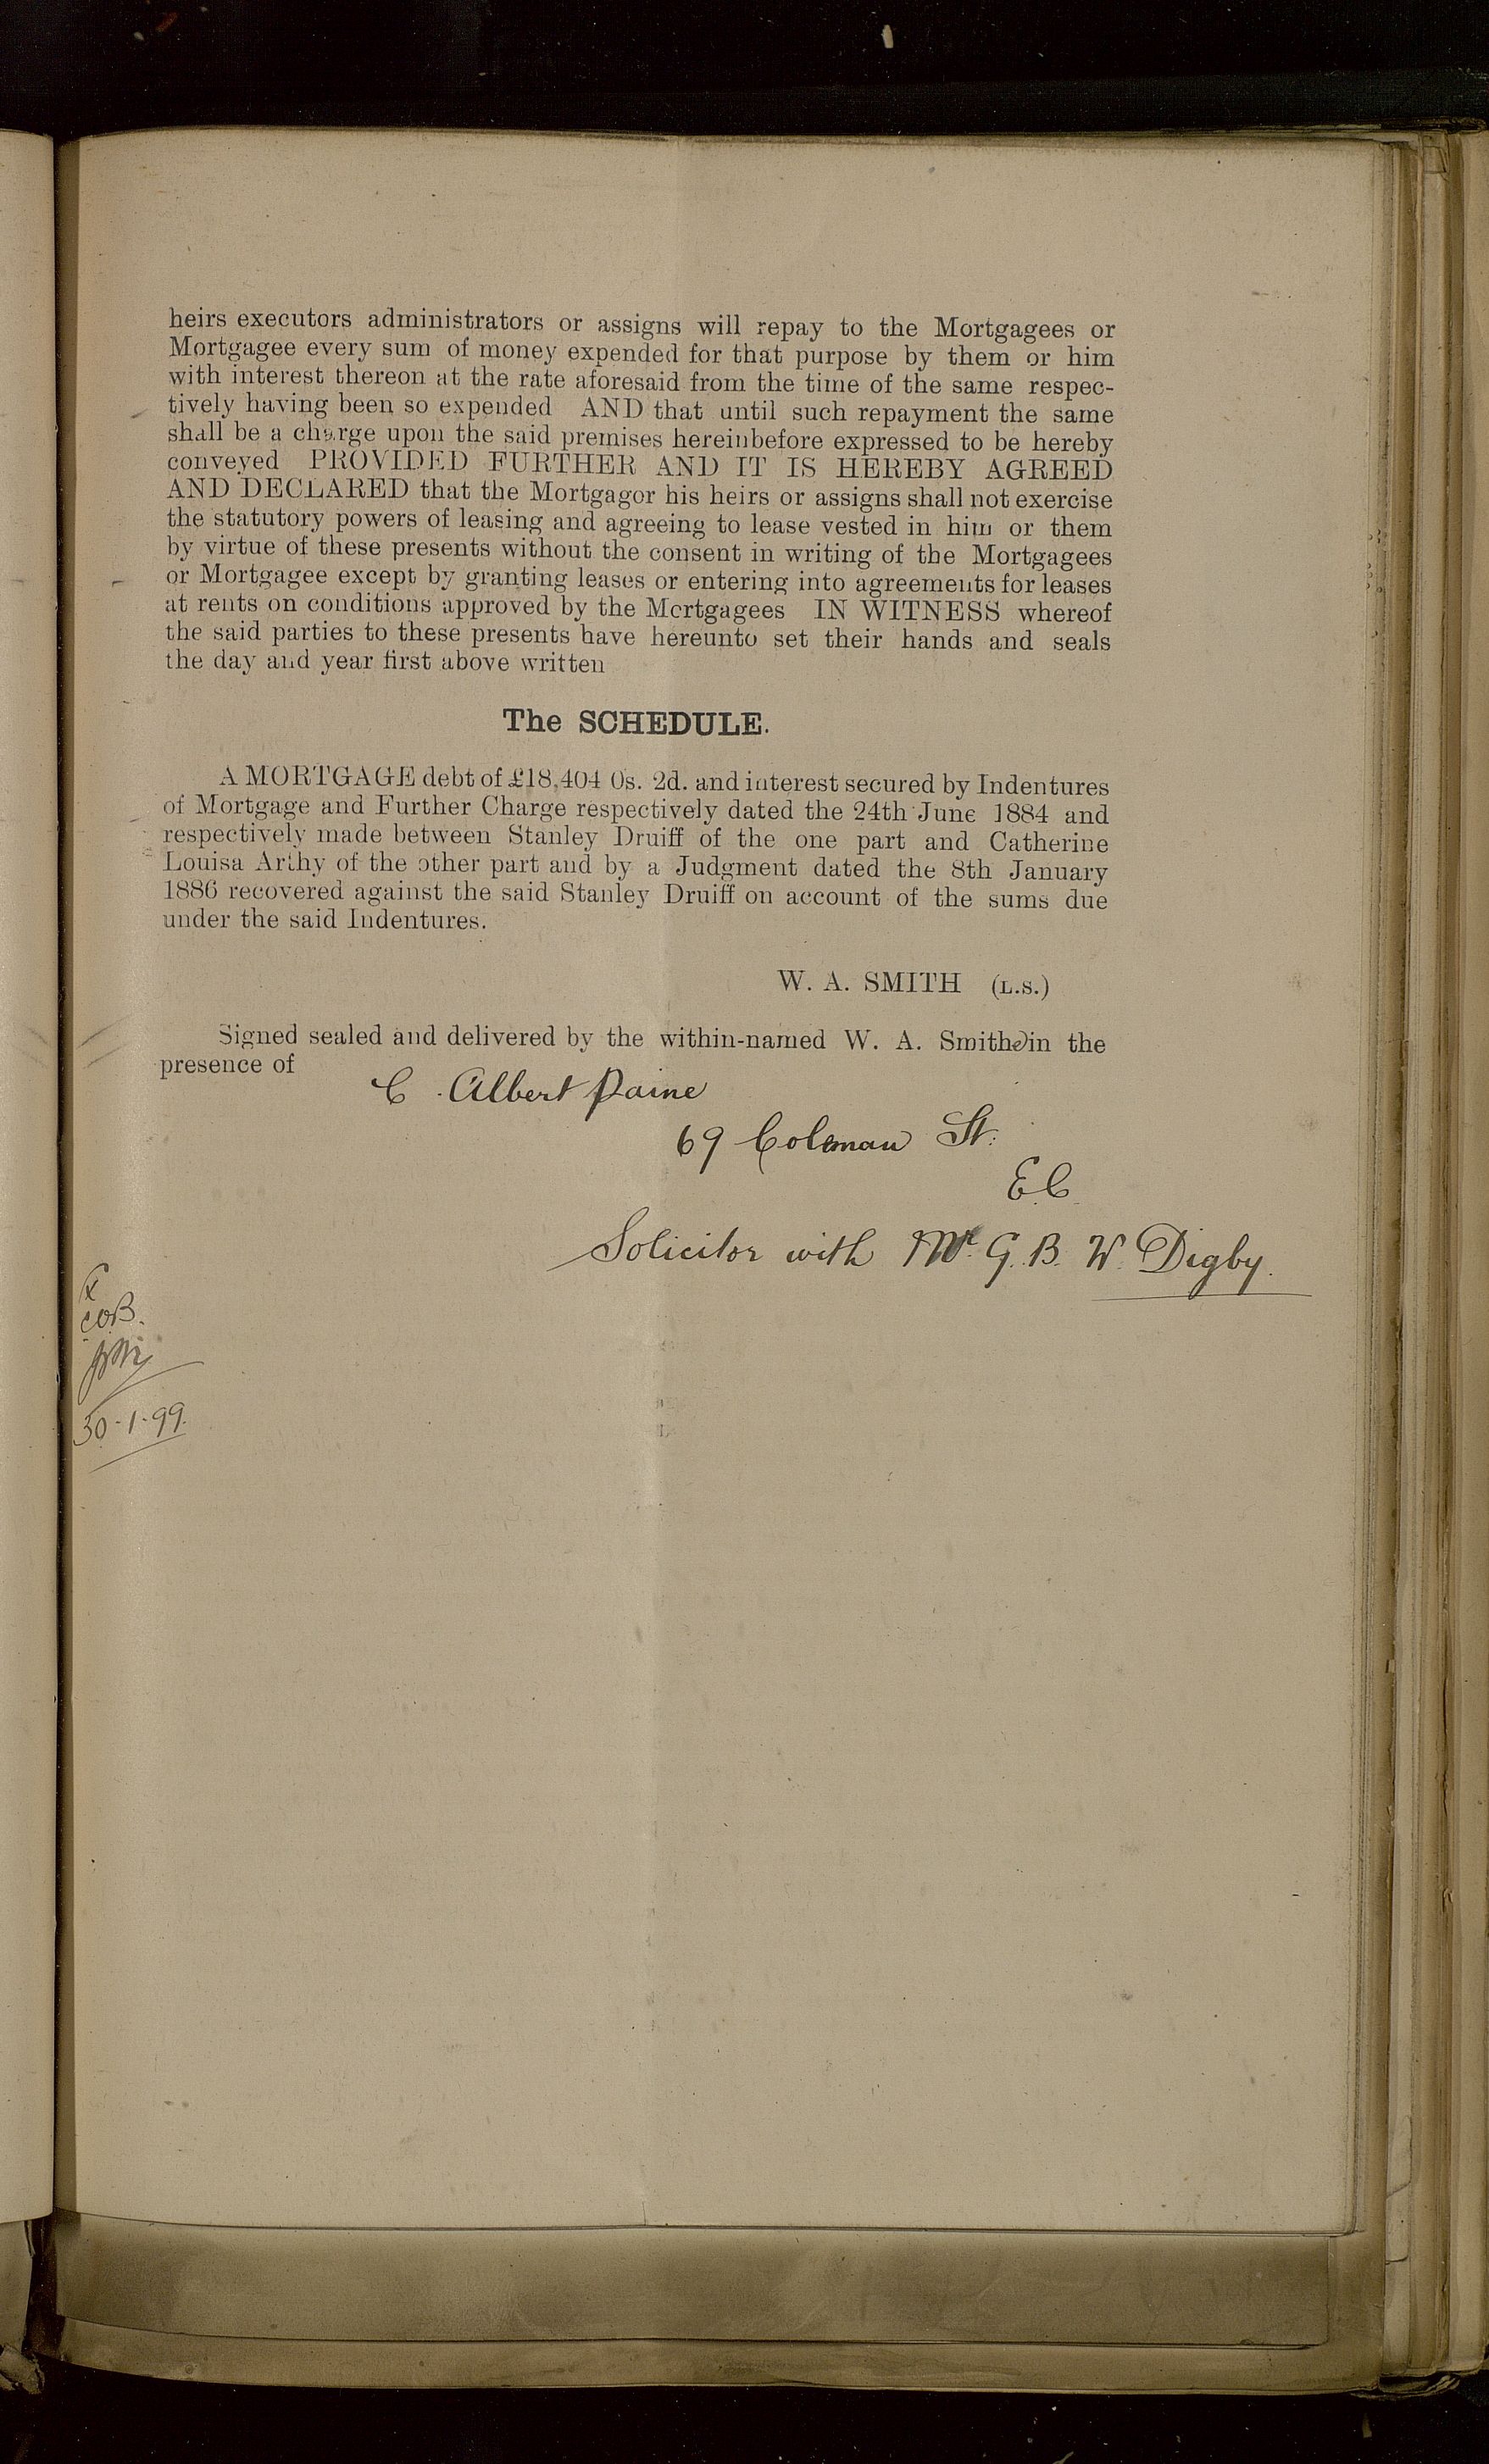 heirs executors administrators or assigns will repay to the Mortgagees or
Mortgagee every sum of money expended for that purpose by them or him
with interest thereon at the rate aforesaid from the time of the same respec-
tively having been so expended AND that until such repayment the same
shall be a charge upon the said premises hereinbefore expressed to be hereby
conveyed PROVIDED FURTHER AND IT IS HEREBY AGREED
AND DECLARED that the Mortgagor his heirs or assigns shall not exercise
the statutory powers of leasing and agreeing to lease vested in him or them
by virtue of these presents without the consent in writing of the Mortgagees
or Mortgagee except by granting leases or entering into agreements for leases
at rents on conditions approved by the Mortgagees IN WITNESS whereof
the said parties to these presents have hereunto set their hands and seals
the day and year first above written
The SCHEDULE.
A MORTGAGE debt of £18,404 0s. 2d. and interest secured by Indentures
of Mortgage and Further Charge respectively dated the 24th June 1884 and
respectively made between Stanley Druiff of the one part and Catherine
Louisa Arthy of the other part and by a Judgment dated the 8th January
1886 recovered against the said Stanley Druiff on account of the sums due
under the said Indentures.
W. A. SMITH (L.S.)
Signed sealed and delivered by the within-named W. A. Smith in the
presence of
C. Albert Paine
69 Coleman St.
E.C.
Solicitor with Mr. G. B. W. Digby.
30-1-99.